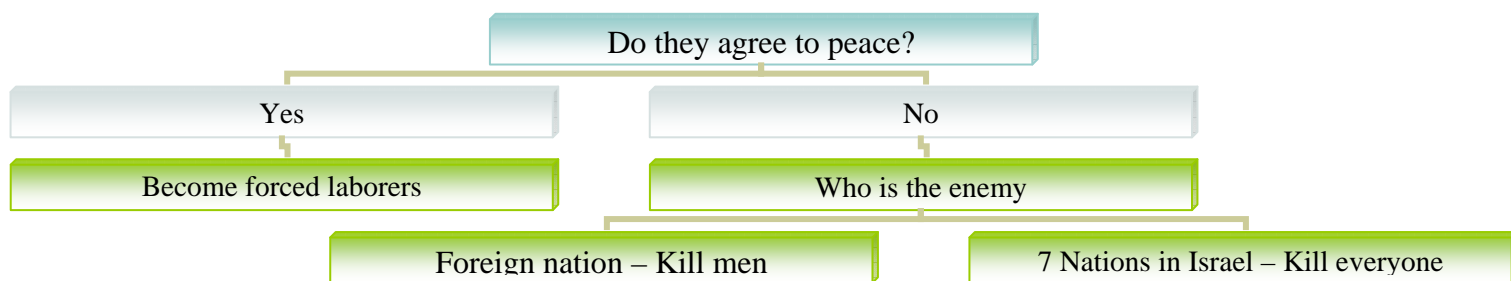 Do they agree to peace?
Yes
No
Become forced laborers
Who is the enemy
Foreign nation – Kill men
7 Nations in Israel – Kill everyone